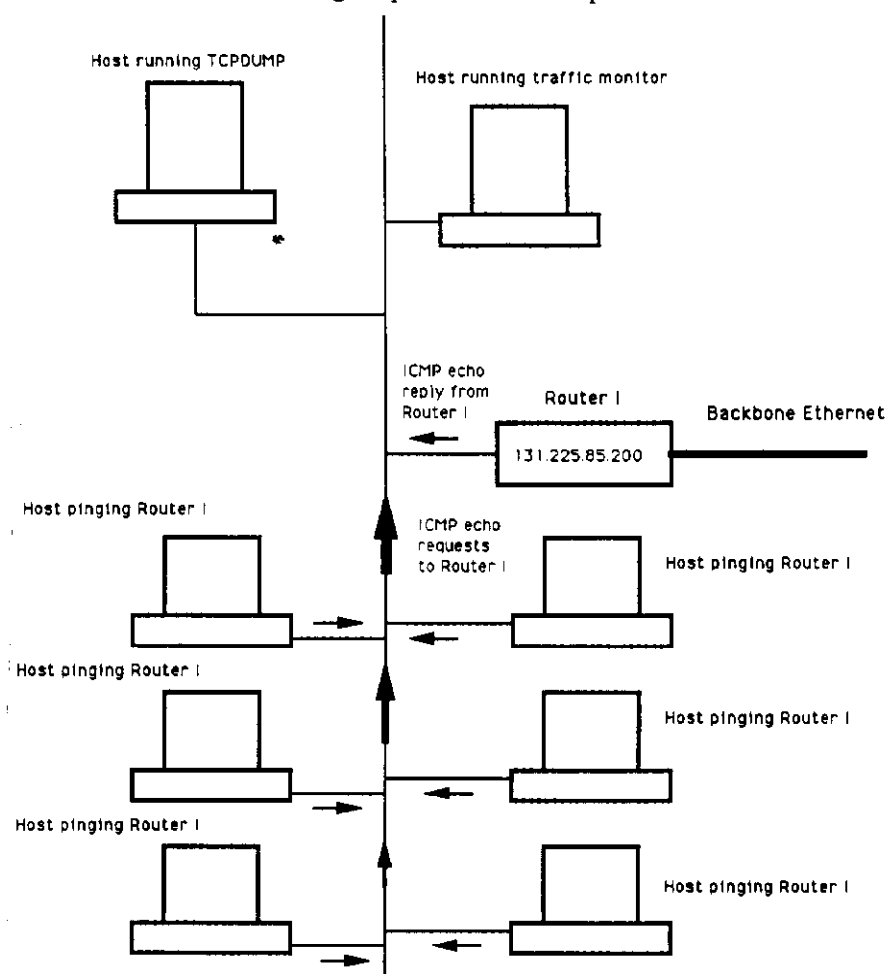 Host running TCPDUMP
Host running traffic monitor
ICMP echo
reply from
Router I
Router I
Backbone Ethernet
131.225.85.200
Host pinging Router I
ICMP echo
requests
to Router I
Host pinging Router I
Host pinging Router I
Host pinging Router I
Host pinging Router I
Host pinging Router I